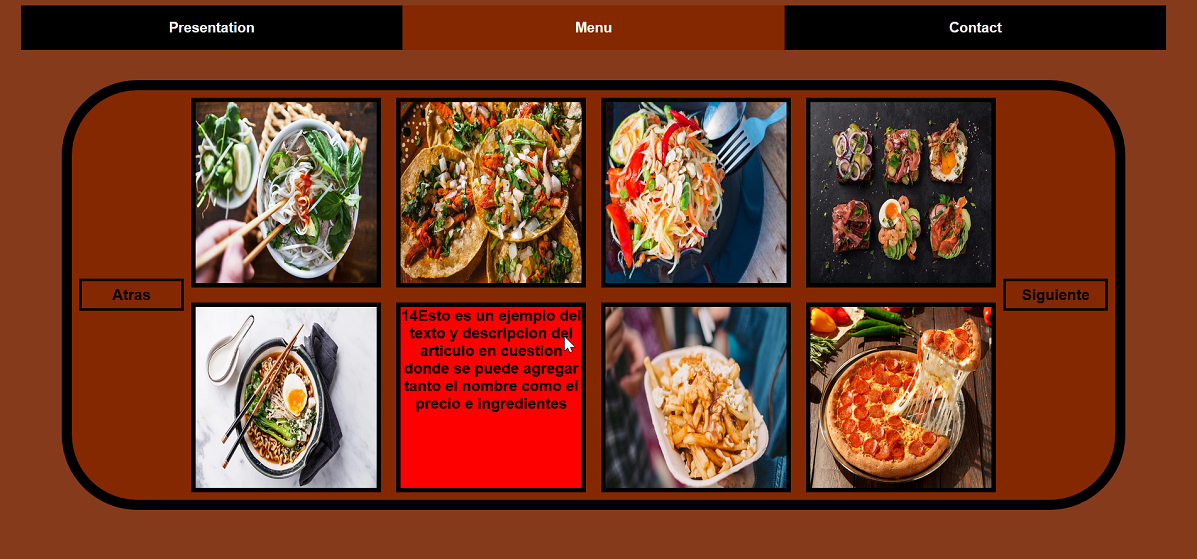 Presentation
Menu
Contact
Atras
Siguiente
14Esto es un ejemplo del
texto y descripcion del
articulo en cuestion
donde se puede agregar
tanto el nombre como el
precio e ingredientes